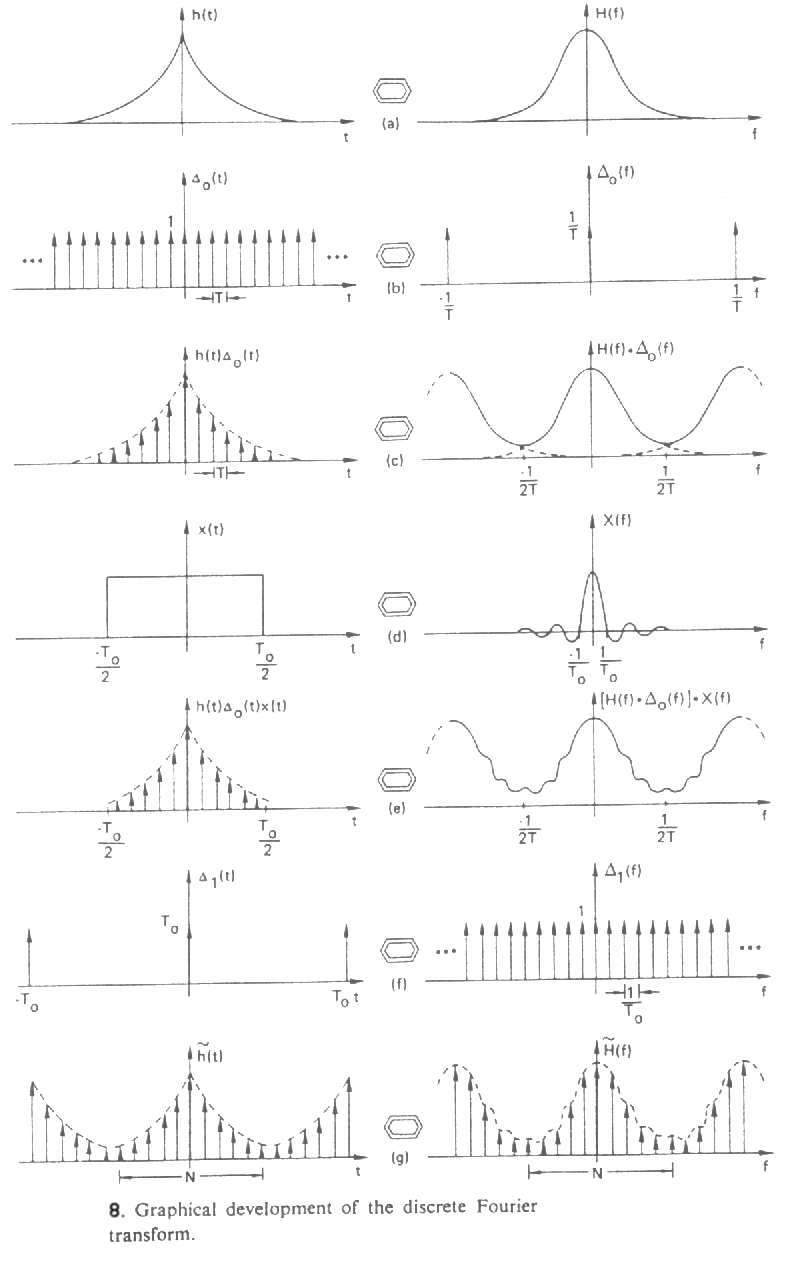 h(t)
H(f)
t
(a)
f
Δ₀(t)
Δ₀(f)
1
1/T
... ...
T
t
(b)
-1/T
1/T
f
h(t)Δ₀(t)
H(f)*Δ₀(f)
T
t
(c)
-1/2T
1/2T
f
x(t)
X(f)
-T₀/2
T₀/2
t
(d)
-1/T₀
1/T₀
f
h(t)Δ₀(t)x(t)
[H(f)*Δ₀(f)]*X(f)
-T₀/2
T₀/2
t
(e)
-1/2T
1/2T
f
Δ₁(t)
Δ₁(f)
T₀
1
... ...
-T₀
T₀ t
(f)
1/T₀
f
h̃(t)
H̃(f)
N
t
(g)
N
f
8. Graphical development of the discrete Fourier
transform.